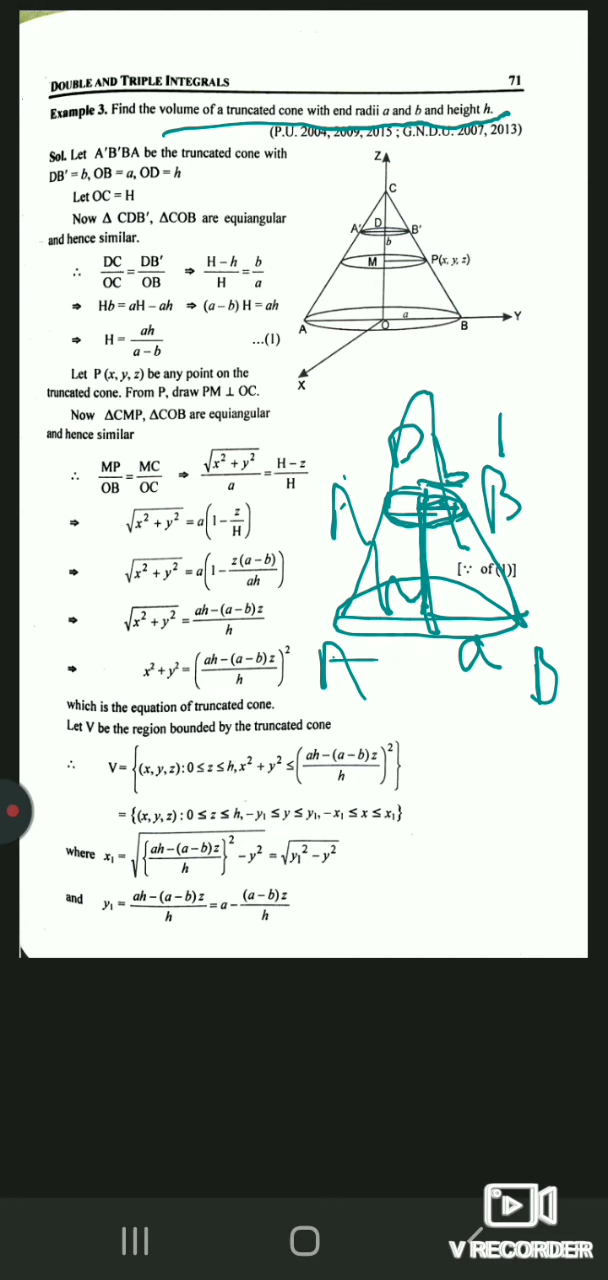 DOUBLE AND TRIPLE INTEGRALS 71
Example 3. Find the volume of a truncated cone with end radii a and b and height h.
(P.U. 2004, 2009, 2015 ; G.N.D.U. 2007, 2013)
Sol. Let A'B'BA be the truncated cone with
DB' = b, OB = a, OD = h
Let OC = H
Now Δ CDB', ΔCOB are equiangular
and hence similar.
∴ DC/OC = DB'/OB ⇒ (H – h)/H = b/a
⇒ Hb = aH – ah ⇒ (a – b) H = ah
⇒ H = ah/(a – b) ...(1)
Let P (x, y, z) be any point on the
truncated cone. From P, draw PM ⊥ OC.
Now ΔCMP, ΔCOB are equiangular
and hence similar
∴ MP/OB = MC/OC ⇒ √(x² + y²)/a = (H – z)/H
⇒ √(x² + y²) = a(1 – z/H)
⇒ √(x² + y²) = a(1 – z(a – b)/ah) [∵ of (1)]
⇒ √(x² + y²) = (ah – (a – b)z)/h
⇒ x² + y² = ((ah – (a – b)z)/h)²
which is the equation of truncated cone.
Let V be the region bounded by the truncated cone
∴ V = {(x, y, z) : 0 ≤ z ≤ h, x² + y² ≤ ((ah – (a – b)z)/h)²}
= {(x, y, z) : 0 ≤ z ≤ h, – y₁ ≤ y ≤ y₁, – x₁ ≤ x ≤ x₁}
where x₁ = √({(ah – (a – b)z)/h}² – y²) = √(y₁² – y²)
and y₁ = (ah – (a – b)z)/h = a – (a – b)z/h
Z
C
A' D B'
b
M P(x, y, z)
a
A O B Y
X
D
A' B'
A a B
V RECORDER